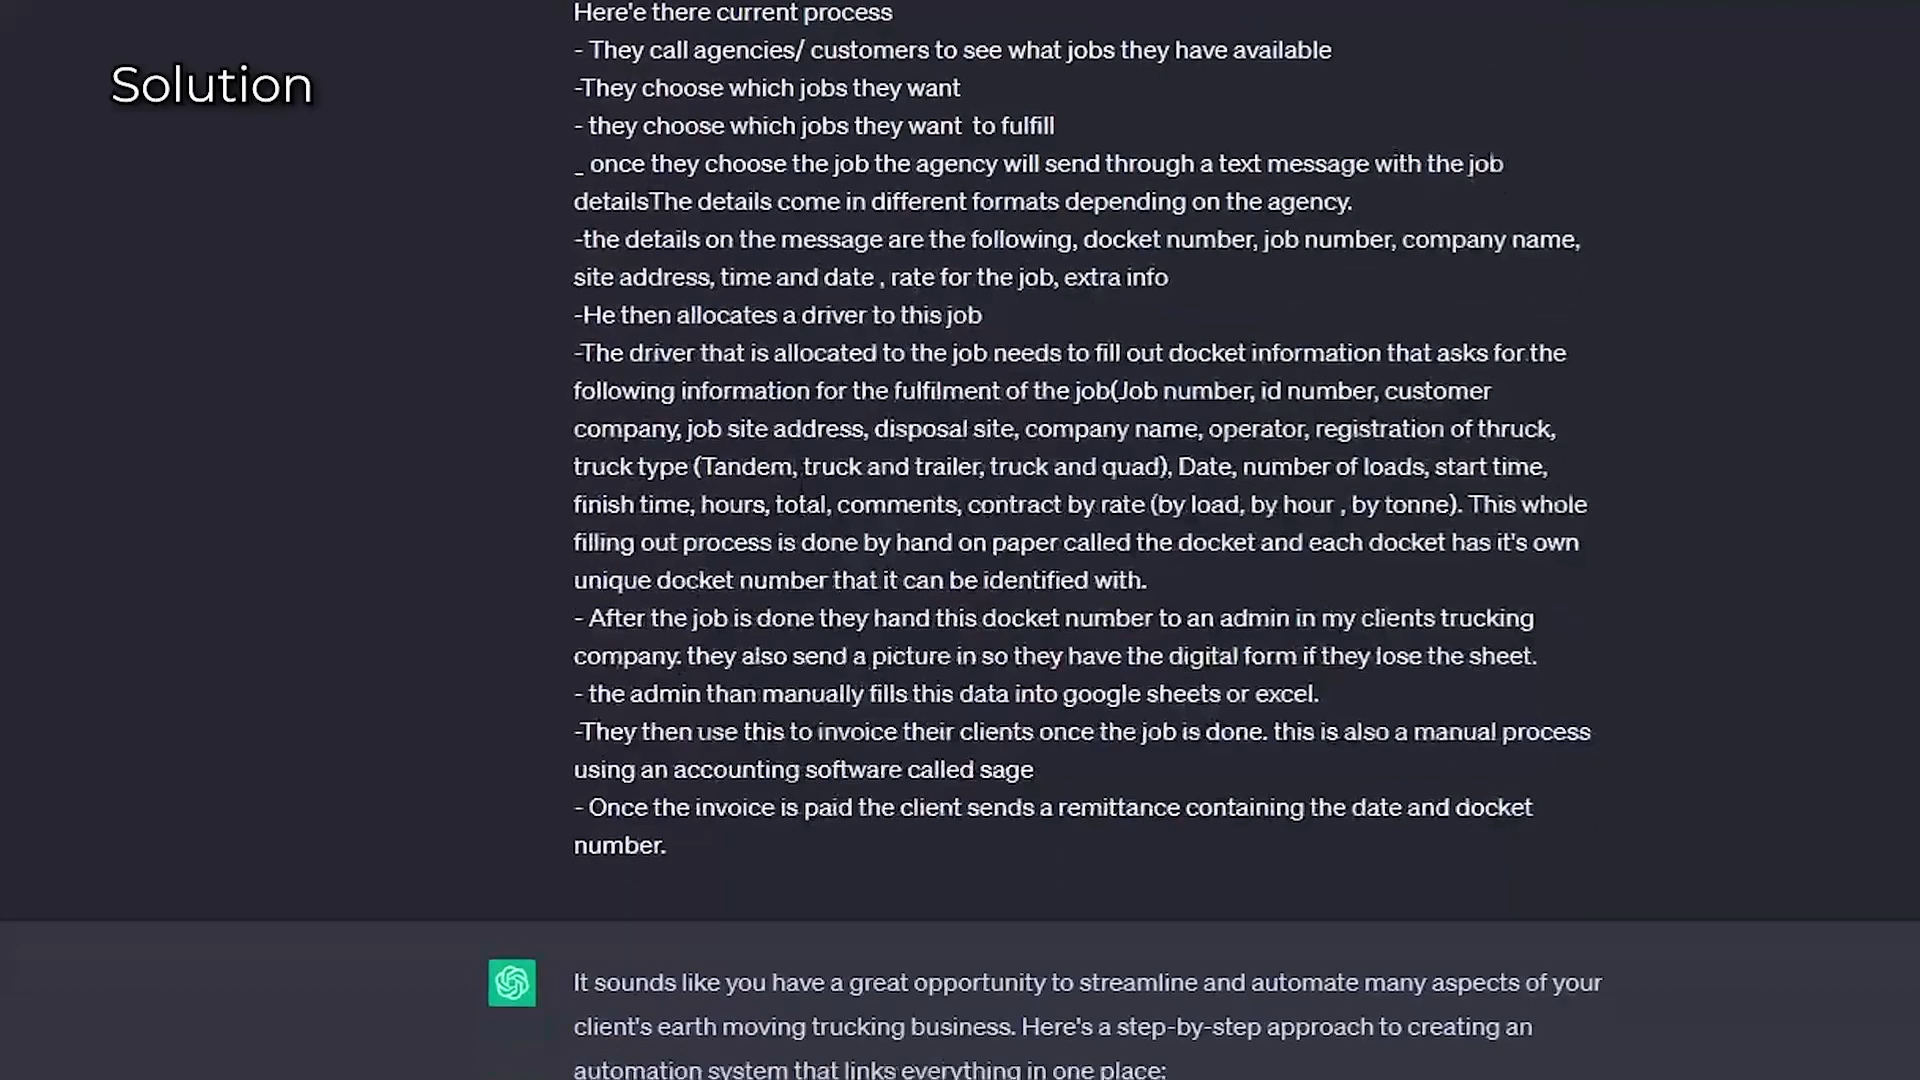 Solution
Here'e there current process
- They call agencies/ customers to see what jobs they have available
-They choose which jobs they want
- they choose which jobs they want  to fulfill
_ once they choose the job the agency will send through a text message with the job
detailsThe details come in different formats depending on the agency.
-the details on the message are the following, docket number, job number, company name,
site address, time and date , rate for the job, extra info
-He then allocates a driver to this job
-The driver that is allocated to the job needs to fill out docket information that asks for the
following information for the fulfilment of the job(Job number, id number, customer
company, job site address, disposal site, company name, operator, registration of thruck,
truck type (Tandem, truck and trailer, truck and quad), Date, number of loads, start time,
finish time, hours, total, comments, contract by rate (by load, by hour , by tonne). This whole
filling out process is done by hand on paper called the docket and each docket has it's own
unique docket number that it can be identified with.
- After the job is done they hand this docket number to an admin in my clients trucking
company. they also send a picture in so they have the digital form if they lose the sheet.
- the admin than manually fills this data into google sheets or excel.
-They then use this to invoice their clients once the job is done. this is also a manual process
using an accounting software called sage
- Once the invoice is paid the client sends a remittance containing the date and docket
number.
It sounds like you have a great opportunity to streamline and automate many aspects of your
client's earth moving trucking business. Here's a step-by-step approach to creating an
automation system that links everything in one place: